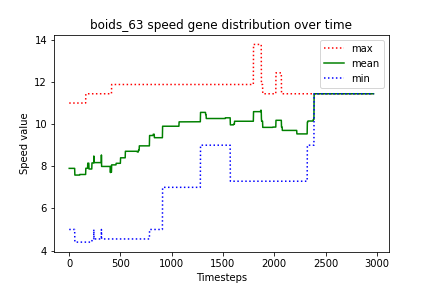 boids_63 speed gene distribution over time
14
12
10
8
6
4
Speed value
max
mean
min
0 500 1000 1500 2000 2500 3000
Timesteps